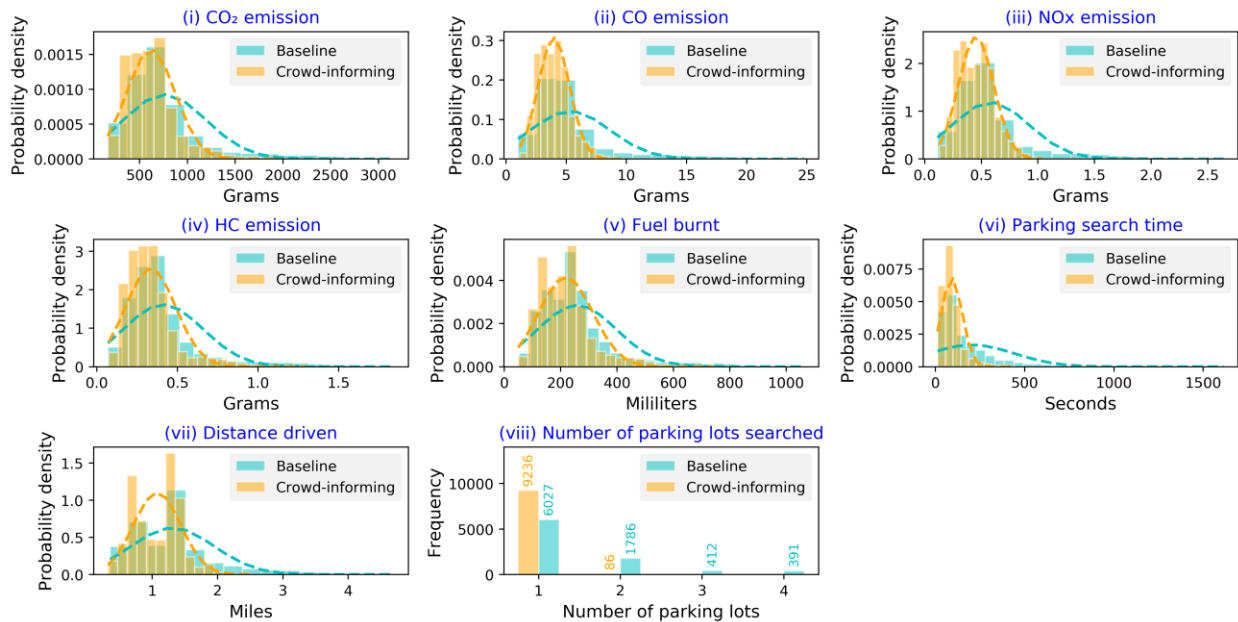 (i) CO₂ emission
Probability density
0.0015
0.0010
0.0005
0.0000
Baseline
Crowd-informing
500 1000 1500 2000 2500 3000
Grams
(ii) CO emission
Probability density
0.3
0.2
0.1
0.0
Baseline
Crowd-informing
5 10 15 20 25
Grams
(iii) NOx emission
Probability density
2
1
0
Baseline
Crowd-informing
0.0 0.5 1.0 1.5 2.0 2.5
Grams
(iv) HC emission
Probability density
3
2
1
0
Baseline
Crowd-informing
0.0 0.5 1.0 1.5
Grams
(v) Fuel burnt
Probability density
0.004
0.002
0.000
Baseline
Crowd-informing
0 200 400 600 800 1000
Mililiters
(vi) Parking search time
Probability density
0.0075
0.0050
0.0025
0.0000
Baseline
Crowd-informing
0 500 1000 1500
Seconds
(vii) Distance driven
Probability density
1.5
1.0
0.5
0.0
Baseline
Crowd-informing
1 2 3 4
Miles
(viii) Number of parking lots searched
Frequency
10000
5000
0
Baseline
Crowd-informing
9236
6027
86
1786
412
391
1 2 3 4
Number of parking lots